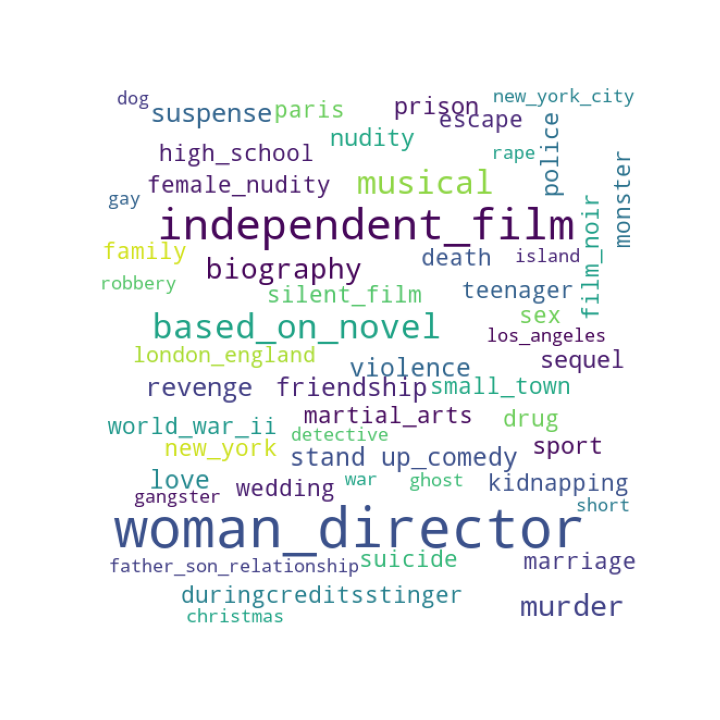 dog
new_york_city
suspense
paris
prison
escape
nudity
police
high_school
rape
monster
female_nudity
musical
gay
film_noir
independent_film
family
death
island
biography
robbery
silent_film
teenager
sex
based_on_novel
los_angeles
london_england
violence
sequel
revenge
friendship
small_town
martial_arts
drug
world_war_ii
detective
new_york
stand up_comedy
sport
love
war
ghost
kidnapping
gangster
wedding
short
woman_director
father_son_relationship
suicide
marriage
duringcreditsstinger
murder
christmas